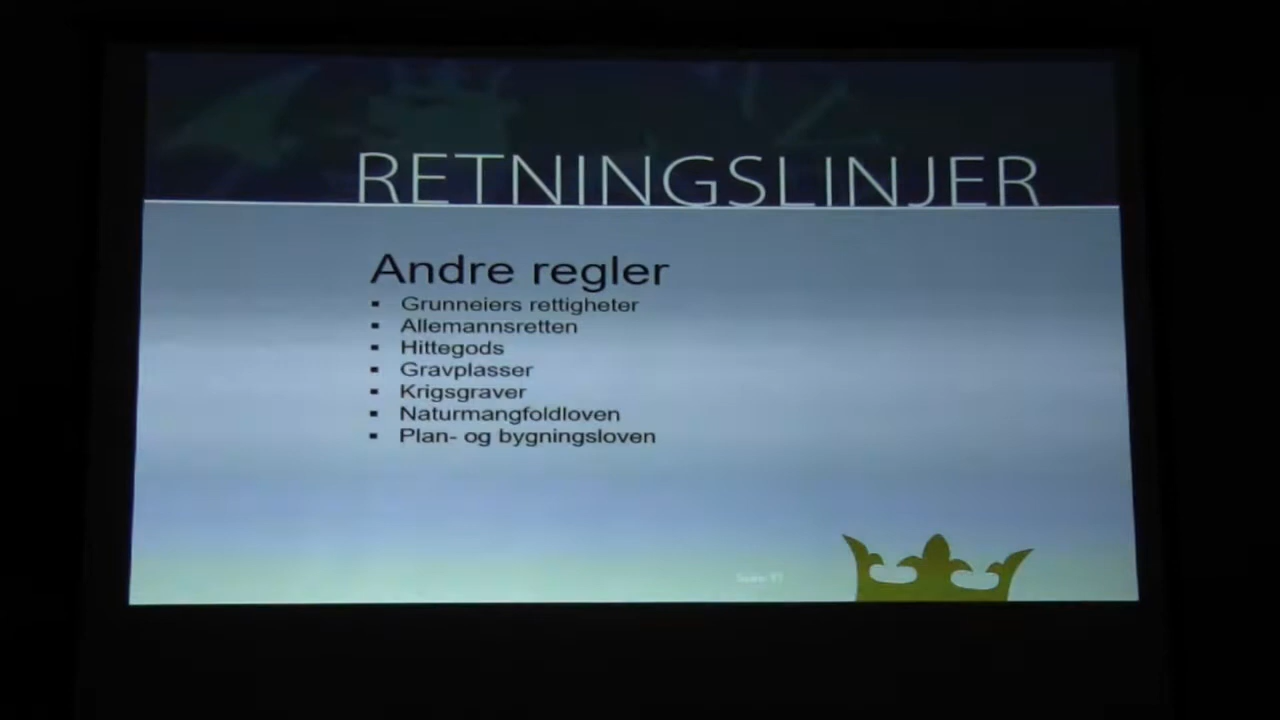 RETNINGSLINJER
Andre regler
▪ Grunneiers rettigheter
▪ Allemannsretten
▪ Hittegods
▪ Gravplasser
▪ Krigsgraver
▪ Naturmangfoldloven
▪ Plan- og bygningsloven